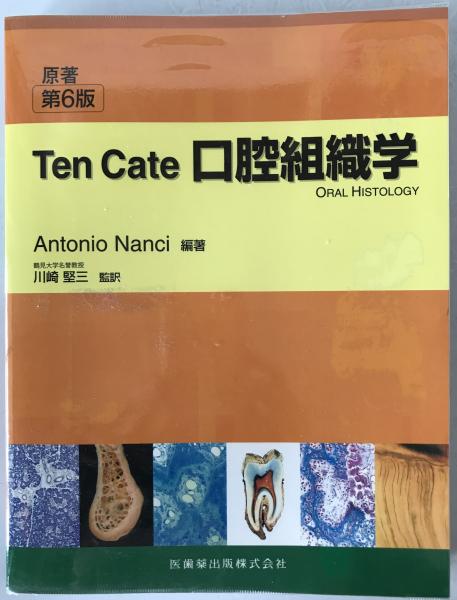 原著
第6版
Ten Cate 口腔組織学
ORAL HISTOLOGY
Antonio Nanci 編著
鶴見大学名誉教授
川崎 堅三 監訳
医歯薬出版株式会社